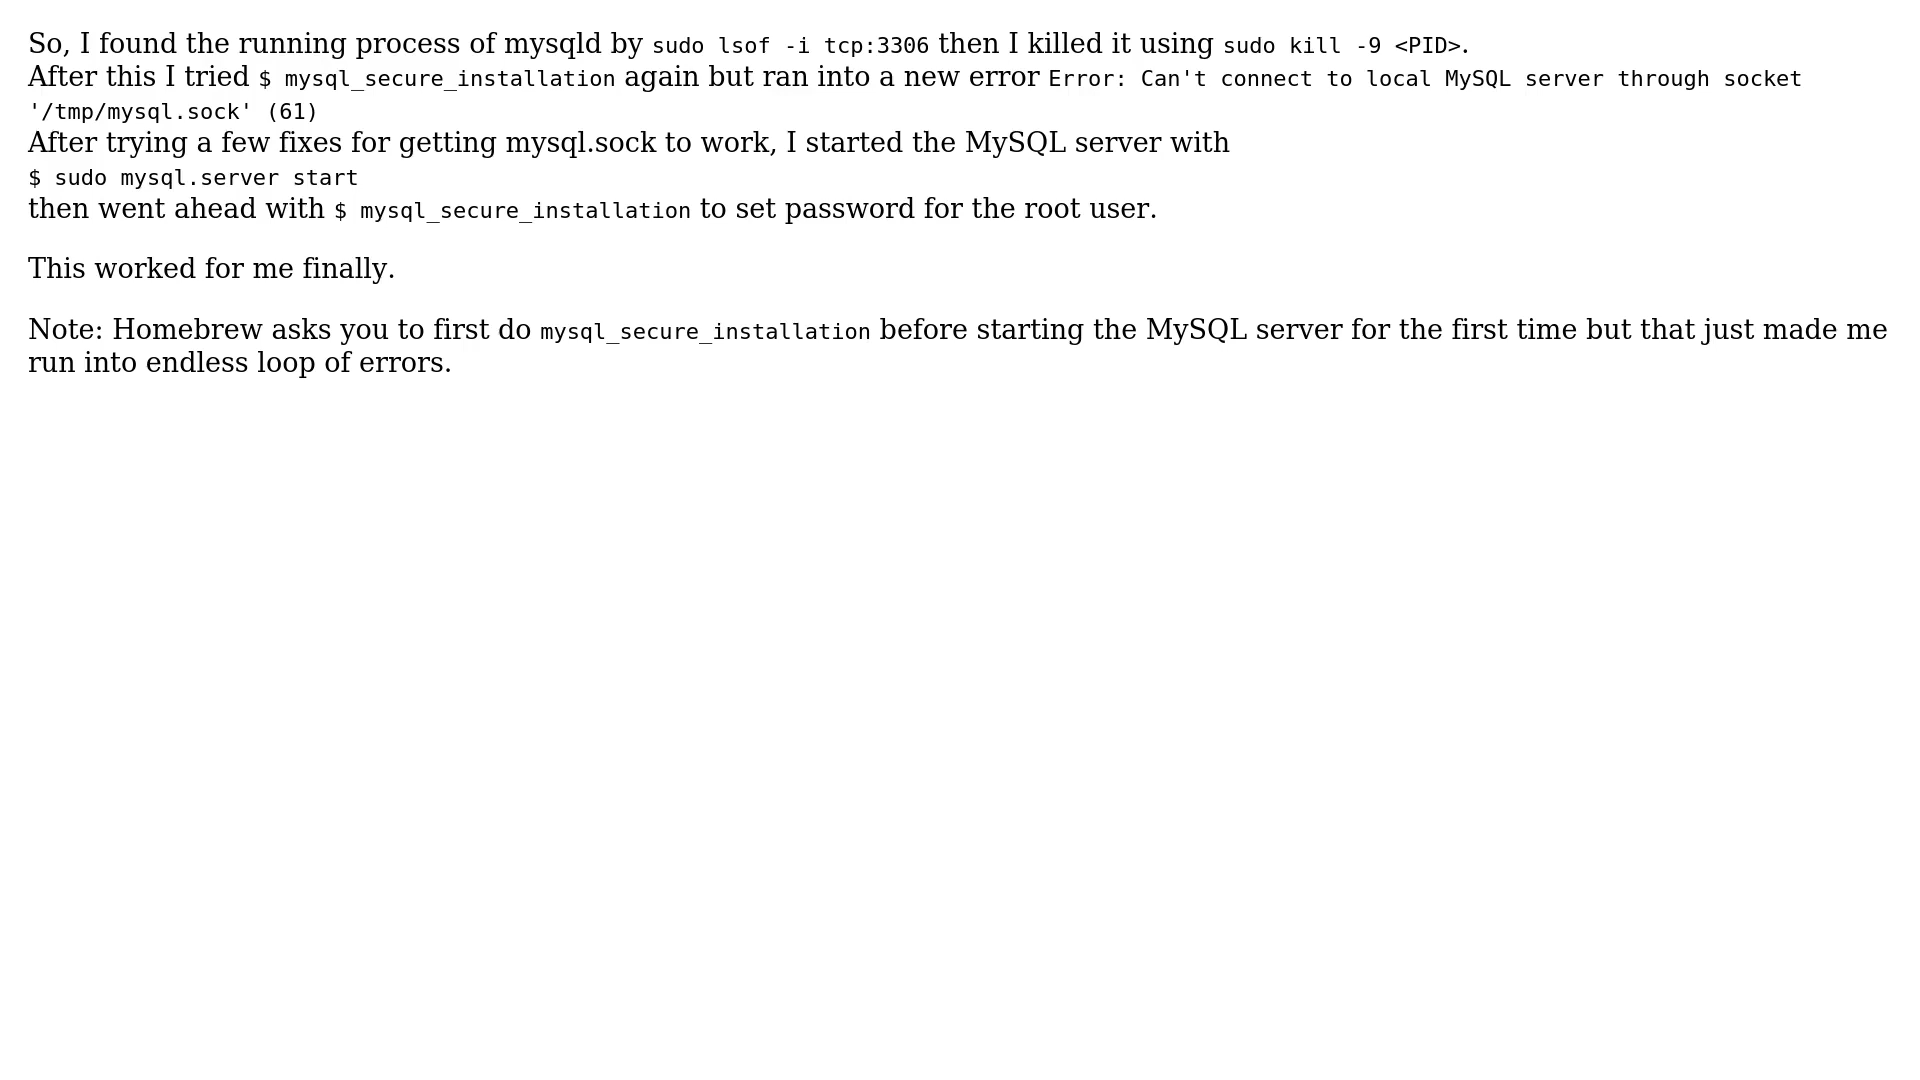 So, I found the running process of mysqld by sudo lsof -i tcp:3306 then I killed it using sudo kill -9 <PID>.
After this I tried $ mysql_secure_installation again but ran into a new error Error: Can't connect to local MySQL server through socket
'/tmp/mysql.sock' (61)
After trying a few fixes for getting mysql.sock to work, I started the MySQL server with
$ sudo mysql.server start
then went ahead with $ mysql_secure_installation to set password for the root user.
This worked for me finally.
Note: Homebrew asks you to first do mysql_secure_installation before starting the MySQL server for the first time but that just made me
run into endless loop of errors.